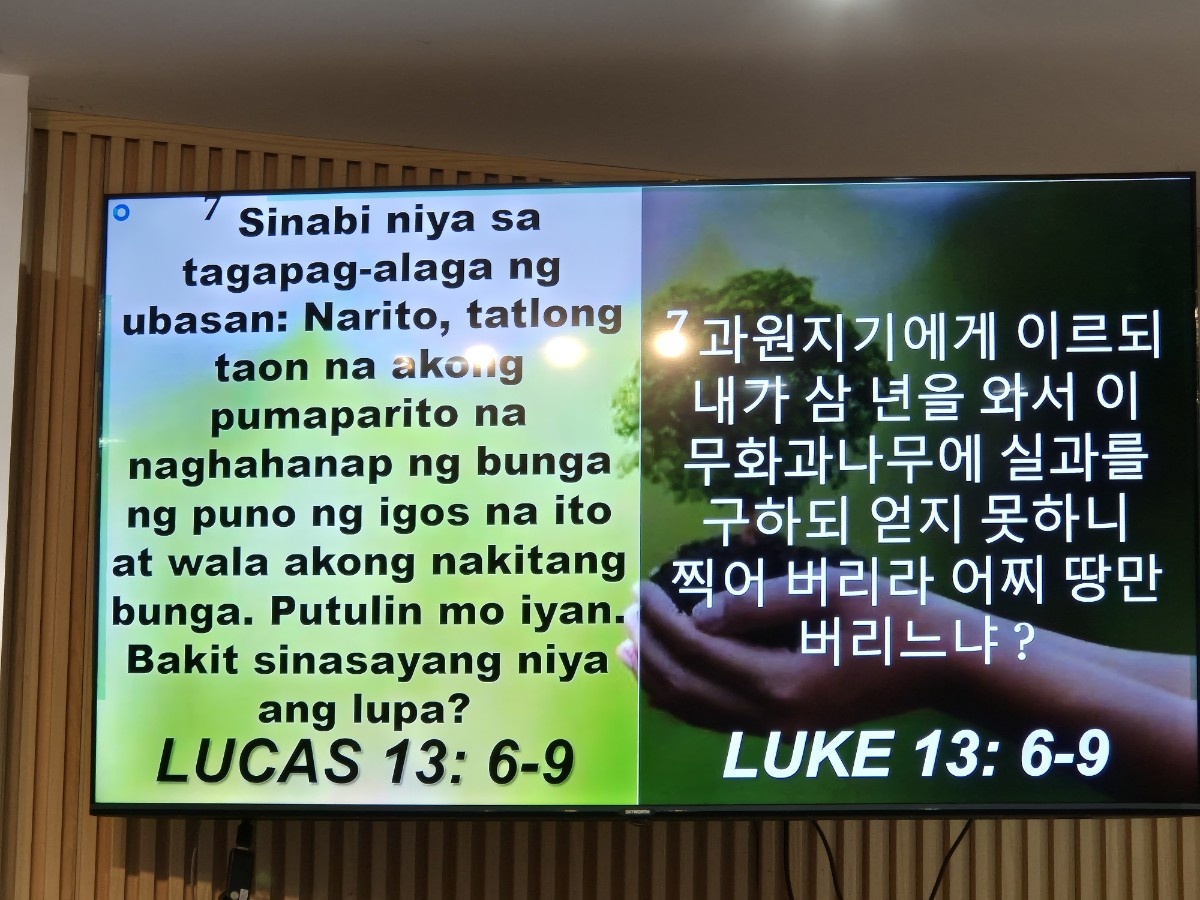 7 Sinabi niya sa
tagapag-alaga ng
ubasan: Narito, tatlong
taon na akong
pumaparito na
naghahanap ng bunga
ng puno ng igos na ito
at wala akong nakitang
bunga. Putulin mo iyan.
Bakit sinasayang niya
ang lupa?
LUCAS 13: 6-9
7 과원지기에게 이르되
내가 삼 년을 와서 이
무화과나무에 실과를
구하되 얻지 못하니
찍어 버리라 어찌 땅만
버리느냐 ?
LUKE 13: 6-9
SKYWORTH